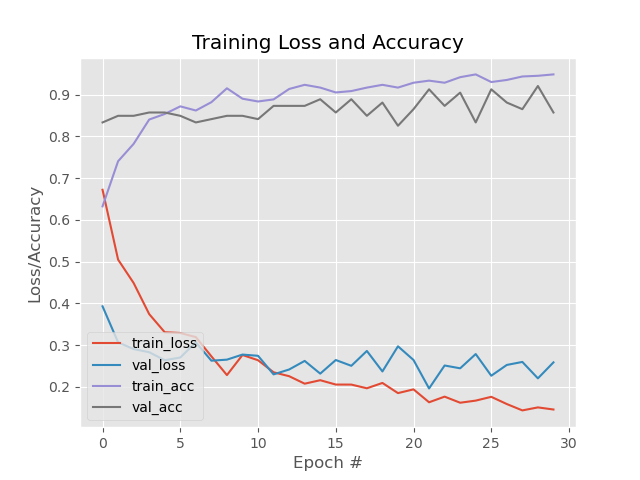 Training Loss and Accuracy
Loss/Accuracy
0.9
0.8
0.7
0.6
0.5
0.4
0.3
0.2
train_loss
val_loss
train_acc
val_acc
0 5 10 15 20 25 30
Epoch #